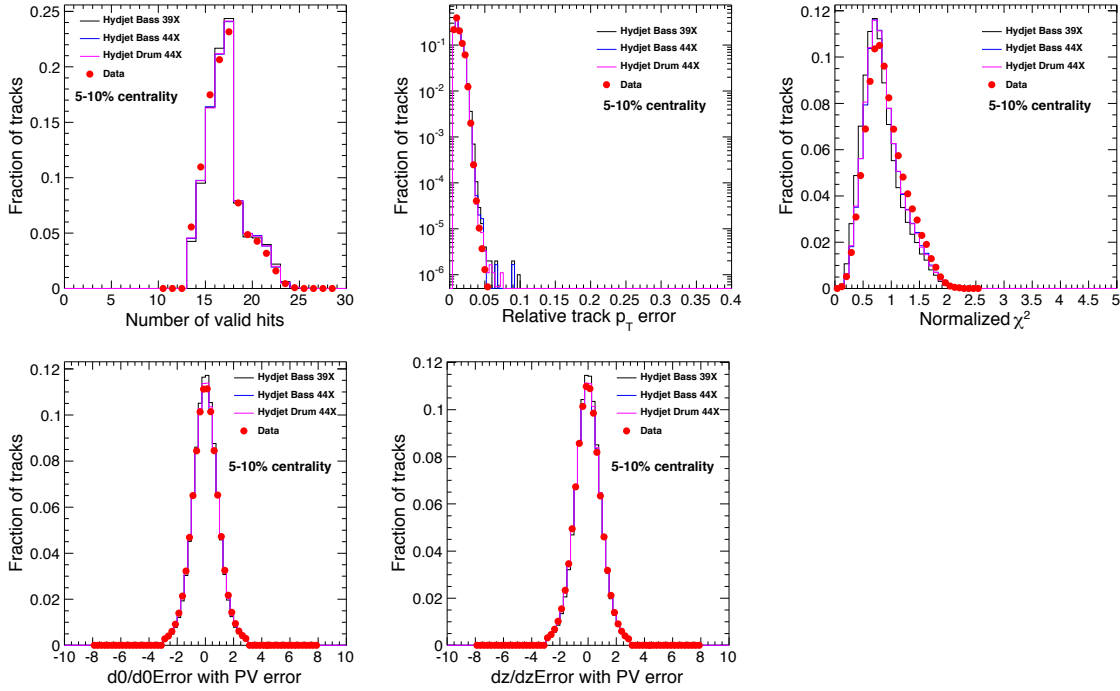 Hydjet Bass 39X
Hydjet Bass 44X
Hydjet Drum 44X
Data
5-10% centrality
Fraction of tracks
0.25
0.2
0.15
0.1
0.05
0
0 5 10 15 20 25 30
Number of valid hits
Hydjet Bass 39X
Hydjet Bass 44X
Hydjet Drum 44X
Data
5-10% centrality
Fraction of tracks
10⁻¹
10⁻²
10⁻³
10⁻⁴
10⁻⁵
10⁻⁶
0 0.05 0.1 0.15 0.2 0.25 0.3 0.35 0.4
Relative track p_T error
Hydjet Bass 39X
Hydjet Bass 44X
Hydjet Drum 44X
Data
5-10% centrality
Fraction of tracks
0.12
0.1
0.08
0.06
0.04
0.02
0
0 0.5 1 1.5 2 2.5 3 3.5 4 4.5 5
Normalized χ²
Hydjet Bass 39X
Hydjet Bass 44X
Hydjet Drum 44X
Data
5-10% centrality
Fraction of tracks
0.12
0.1
0.08
0.06
0.04
0.02
0
-10 -8 -6 -4 -2 0 2 4 6 8 10
d0/d0Error with PV error
Hydjet Bass 39X
Hydjet Bass 44X
Hydjet Drum 44X
Data
5-10% centrality
Fraction of tracks
0.12
0.1
0.08
0.06
0.04
0.02
0
-10 -8 -6 -4 -2 0 2 4 6 8 10
dz/dzError with PV error